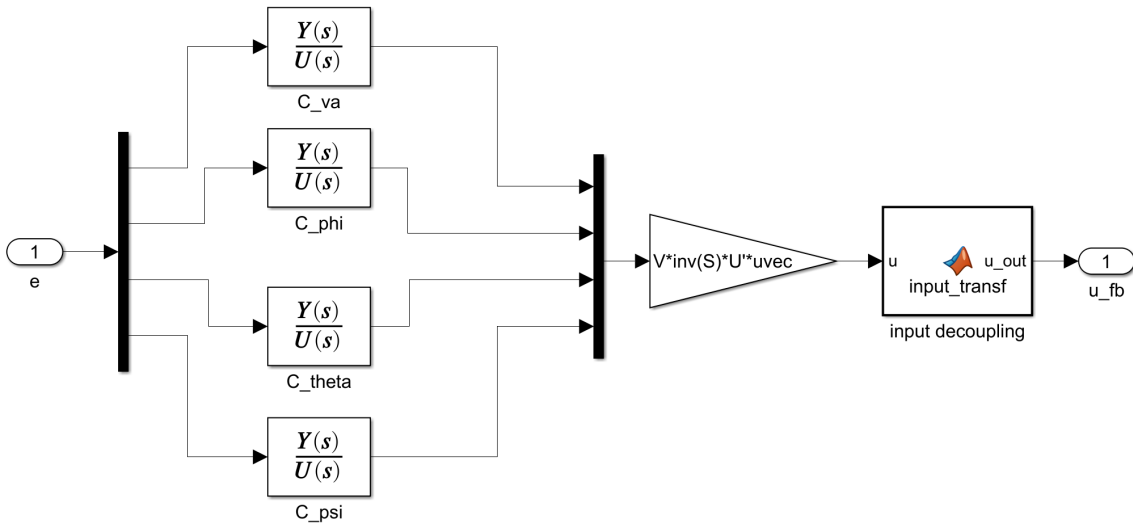 Y(s)
U(s)
C_va
Y(s)
U(s)
C_phi
1
e
Y(s)
U(s)
C_theta
Y(s)
U(s)
C_psi
V*inv(S)*U'*uvec
u
u_out
input_transf
input decoupling
1
u_fb